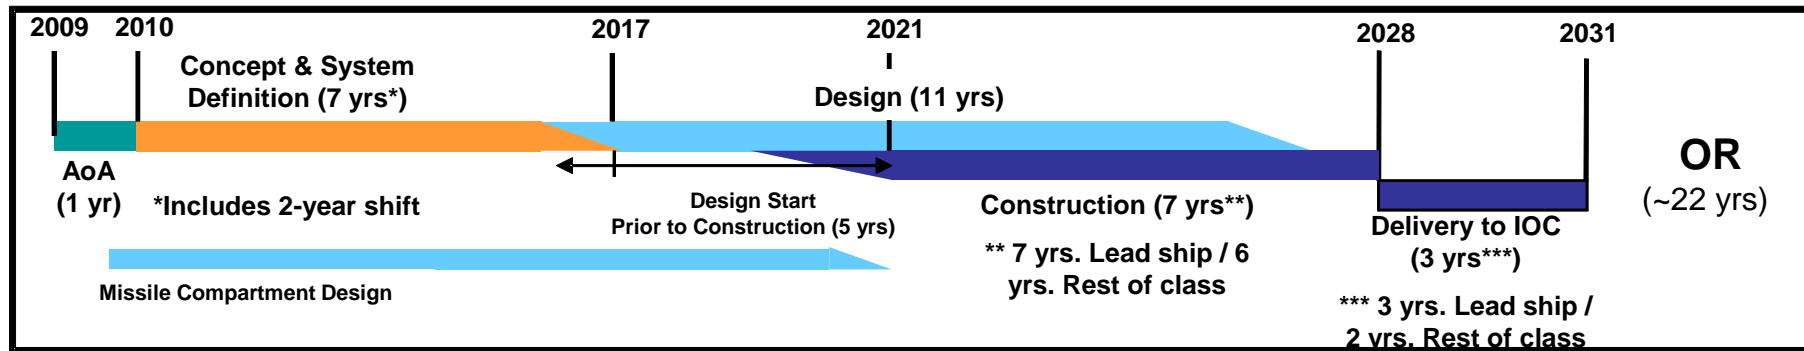 2009
2010
2017
2021
2028
2031
Concept & System
Definition (7 yrs*)
Design (11 yrs)
AoA
(1 yr)
*Includes 2-year shift
Design Start
Prior to Construction (5 yrs)
Construction (7 yrs**)
** 7 yrs. Lead ship / 6
yrs. Rest of class
Delivery to IOC
(3 yrs***)
*** 3 yrs. Lead ship /
2 yrs. Rest of class
OR
(~22 yrs)
Missile Compartment Design